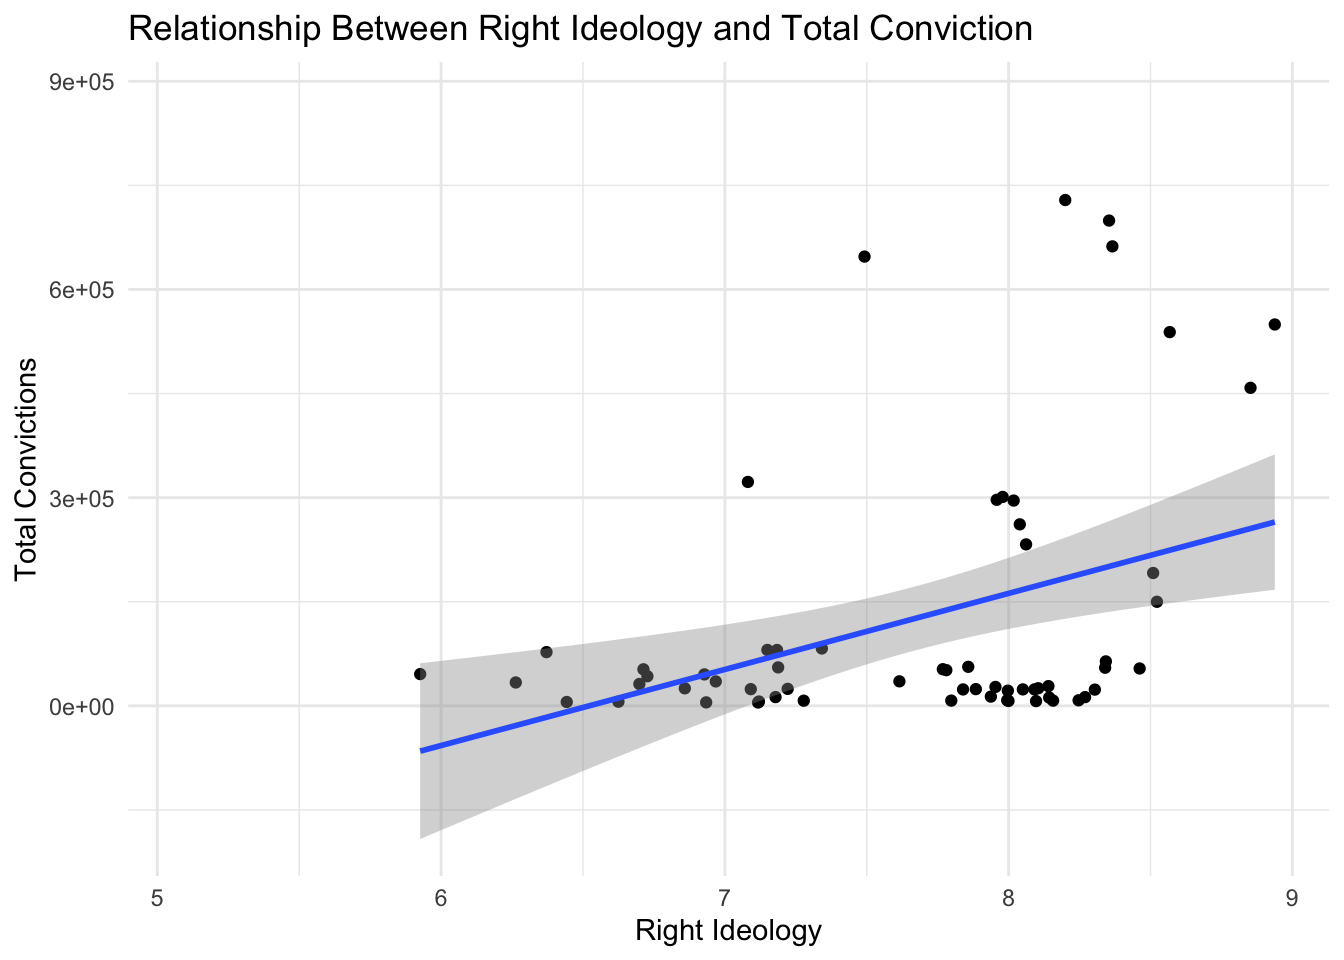 Relationship Between Right Ideology and Total Conviction
9e+05
6e+05
3e+05
0e+00
Total Convictions
5 6 7 8 9
Right Ideology